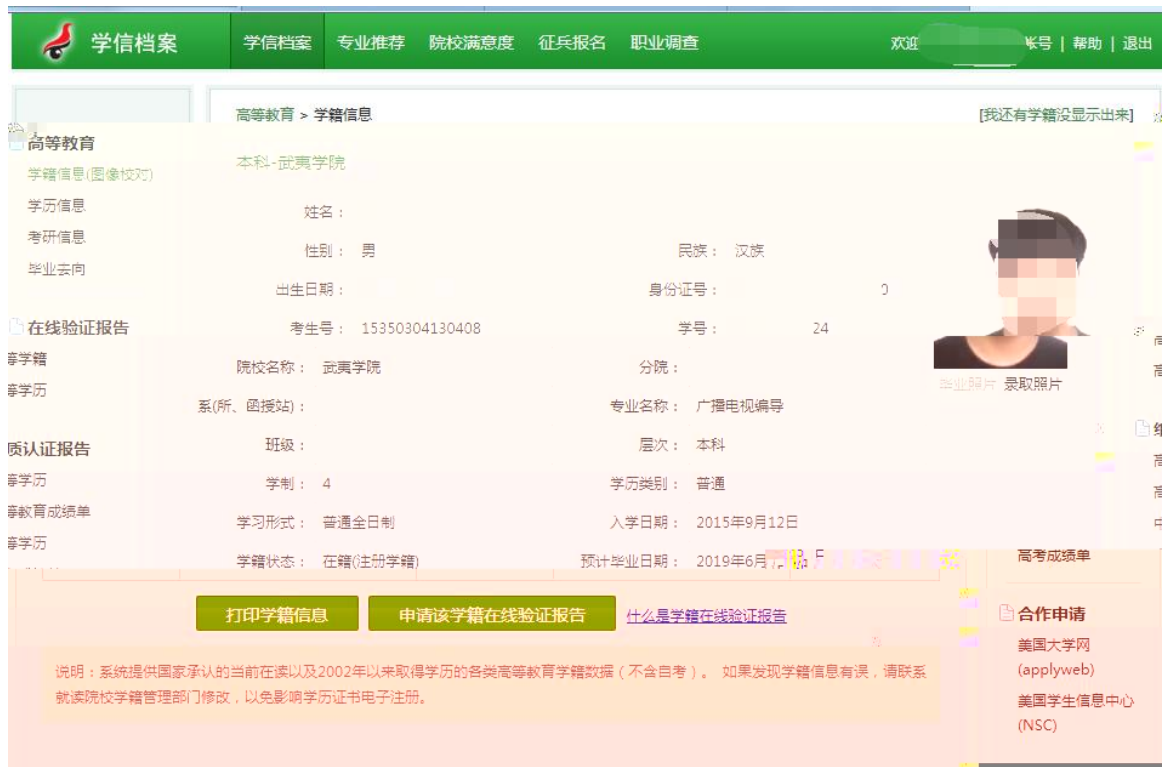 学信档案 学信档案 专业推荐 院校满意度 征兵报名 职业调查 欢迎 帐号 | 帮助 | 退出
高等教育 > 学籍信息 [我还有学籍没显示出来]
高等教育
学籍信息(图像校对)
学历信息
考研信息
毕业去向
在线验证报告
等学籍
等学历
质认证报告
等学历
等教育成绩单
等学历
本科-武夷学院
姓名：
性别： 男 民族： 汉族
出生日期： 身份证号：
考生号： 15350304130408 学号： 24
院校名称： 武夷学院 分院：
系(所、函授站)： 专业名称： 广播电视编导
班级： 层次： 本科
学制： 4 学历类别： 普通
学习形式： 普通全日制 入学日期： 2015年9月12日
学籍状态： 在籍(注册学籍) 预计毕业日期： 2019年6月
毕业照片 录取照片
打印学籍信息 申请该学籍在线验证报告 什么是学籍在线验证报告
说明：系统提供国家承认的当前在读以及2002年以来取得学历的各类高等教育学籍数据（不含自考）。 如果发现学籍信息有误，请联系
就读院校学籍管理部门修改，以免影响学历证书电子注册。
高考成绩单
合作申请
美国大学网
(applyweb)
美国学生信息中心
(NSC)